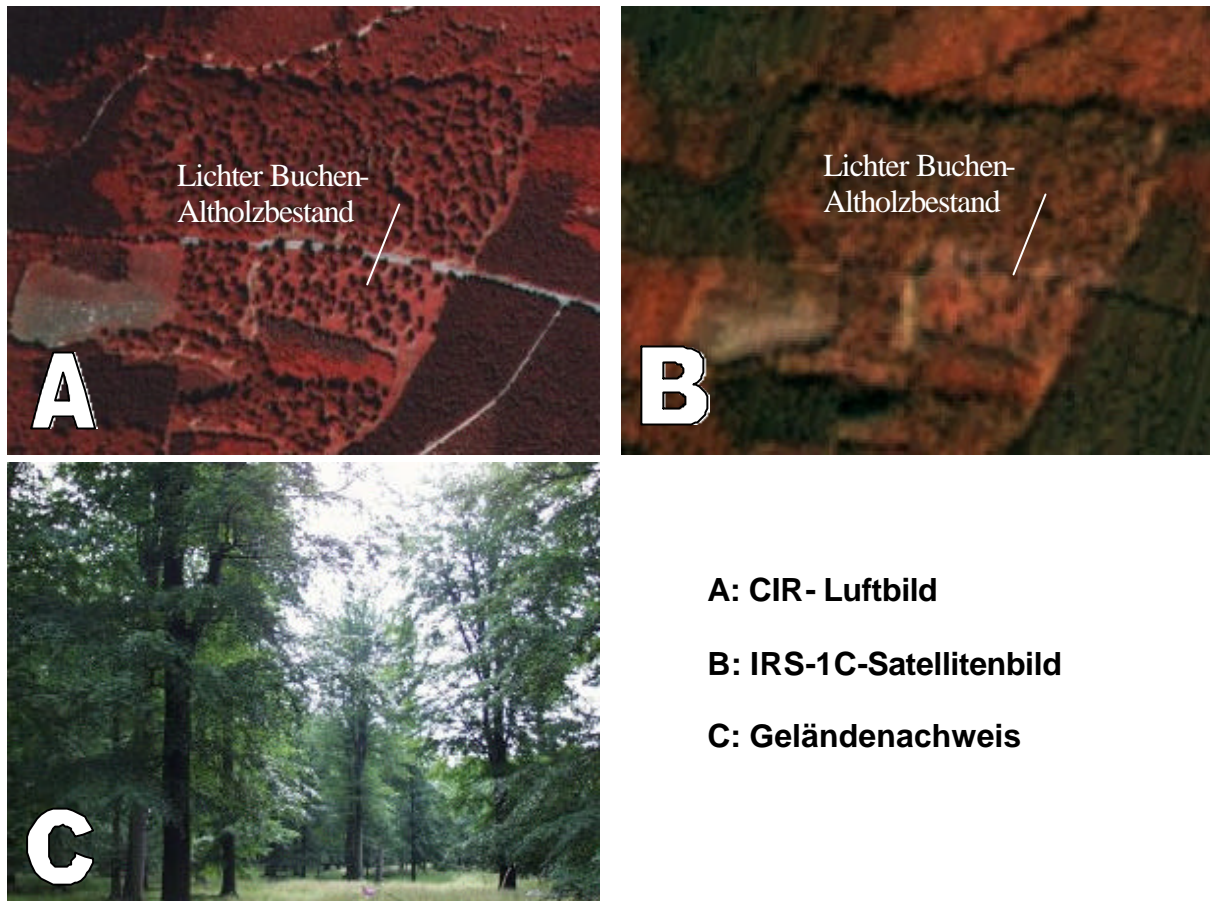 Lichter Buchen-
Altholzbestand
A
Lichter Buchen-
Altholzbestand
B
C
A: CIR- Luftbild
B: IRS-1C-Satellitenbild
C: Geländenachweis